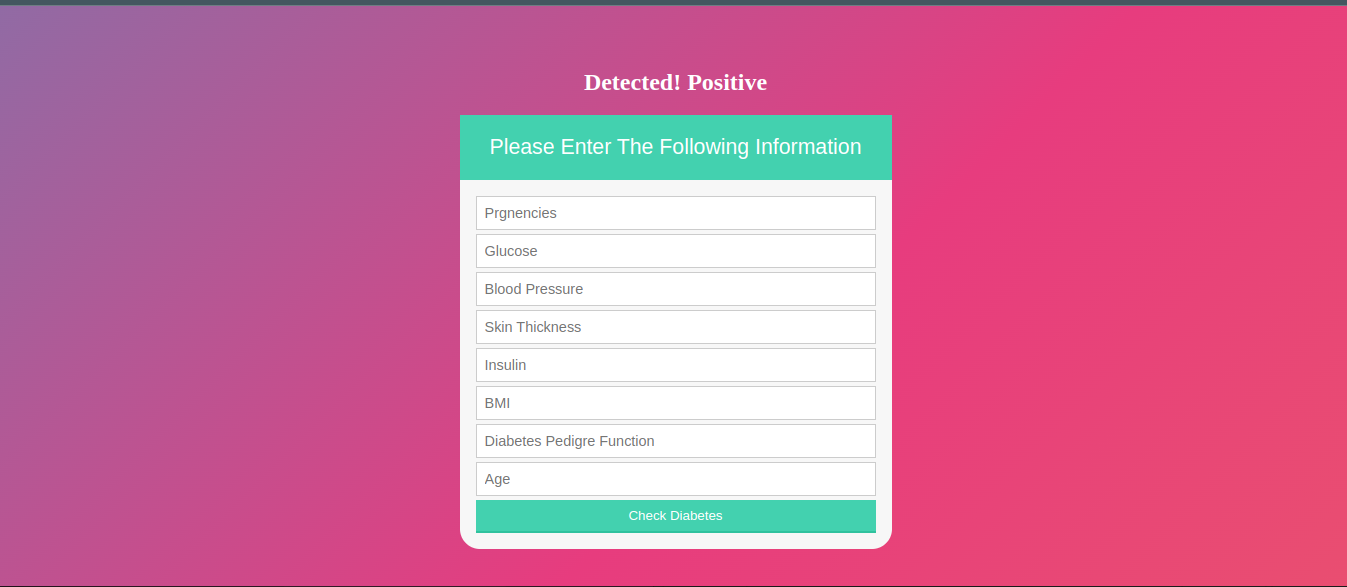 Detected! Positive
Please Enter The Following Information
Prgnencies
Glucose
Blood Pressure
Skin Thickness
Insulin
BMI
Diabetes Pedigre Function
Age
Check Diabetes